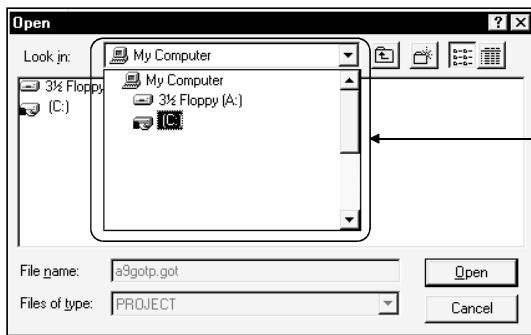 Open
Look in: My Computer
My Computer
3½ Floppy (A:)
(C:)
3½ Floppy
(C:)
File name: a9gotp.got Open
Files of type: PROJECT Cancel